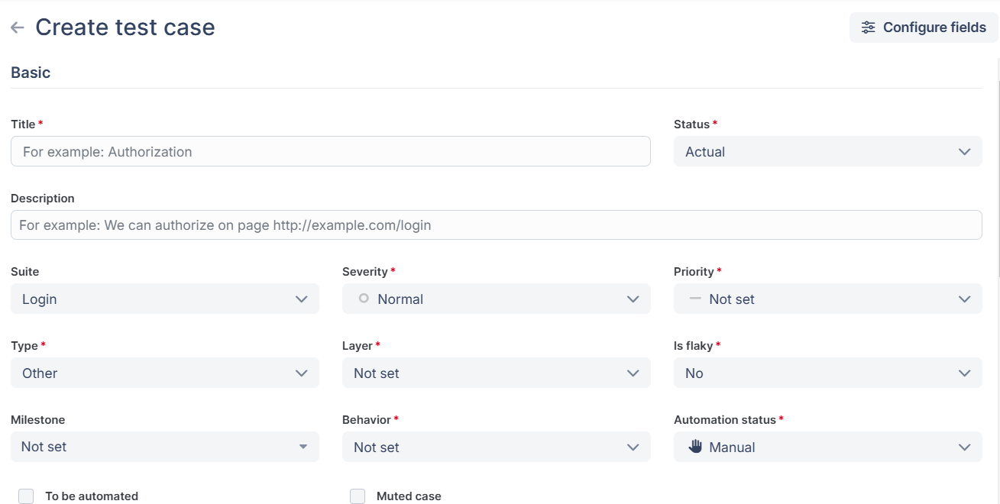 Create test case
Configure fields
Basic
Title *
Status *
For example: Authorization
Actual
Description
For example: We can authorize on page http://example.com/login
Suite
Severity *
Priority *
Login
Normal
Not set
Type *
Layer *
Is flaky *
Other
Not set
No
Milestone
Behavior *
Automation status *
Not set
Not set
Manual
To be automated
Muted case